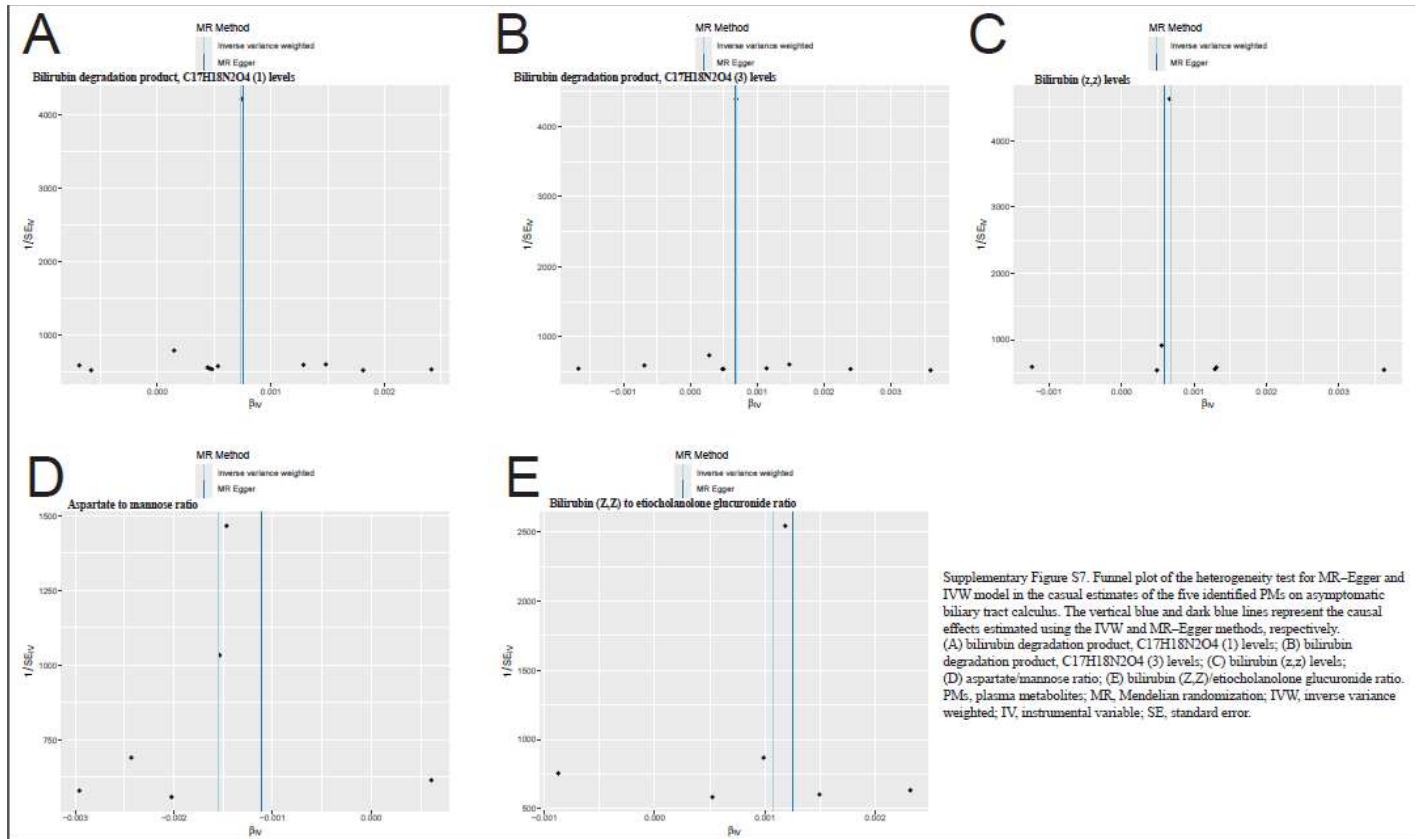 A
MR Method
Inverse variance weighted
MR Egger
Bilirubin degradation product, C17H18N2O4 (1) levels
4000
3000
2000
1000
1/SEIV
0.000
0.001
0.002
βIV
B
MR Method
Inverse variance weighted
MR Egger
Bilirubin degradation product, C17H18N2O4 (3) levels
4000
3000
2000
1000
1/SEIV
−0.001
0.000
0.001
0.002
0.003
βIV
C
MR Method
Inverse variance weighted
MR Egger
Bilirubin (z,z) levels
4000
3000
2000
1000
1/SEIV
−0.001
0.000
0.001
0.002
0.003
βIV
D
MR Method
Inverse variance weighted
MR Egger
Aspartate to mannose ratio
1500
1250
1000
750
1/SEIV
−0.003
−0.002
−0.001
0.000
βIV
E
MR Method
Inverse variance weighted
MR Egger
Bilirubin (Z,Z) to etiocholanolone glucuronide ratio
2500
2000
1500
1000
500
1/SEIV
−0.001
0.000
0.001
0.002
βIV
Supplementary Figure S7. Funnel plot of the heterogeneity test for MR–Egger and
IVW model in the casual estimates of the five identified PMs on asymptomatic
biliary tract calculus. The vertical blue and dark blue lines represent the causal
effects estimated using the IVW and MR–Egger methods, respectively.
(A) bilirubin degradation product, C17H18N2O4 (1) levels; (B) bilirubin
degradation product, C17H18N2O4 (3) levels; (C) bilirubin (z,z) levels;
(D) aspartate/mannose ratio; (E) bilirubin (Z,Z)/etiocholanolone glucuronide ratio.
PMs, plasma metabolites; MR, Mendelian randomization; IVW, inverse variance
weighted; IV, instrumental variable; SE, standard error.